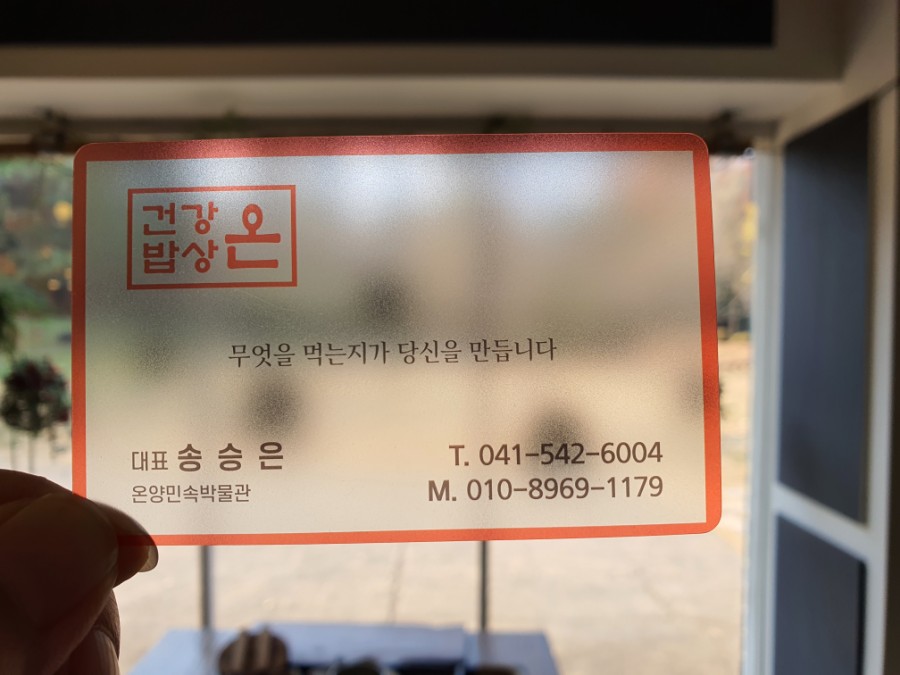 건강
밥상 온
무엇을 먹는지가 당신을 만듭니다
대표 송승은
온양민속박물관
T. 041-542-6004
M. 010-8969-1179